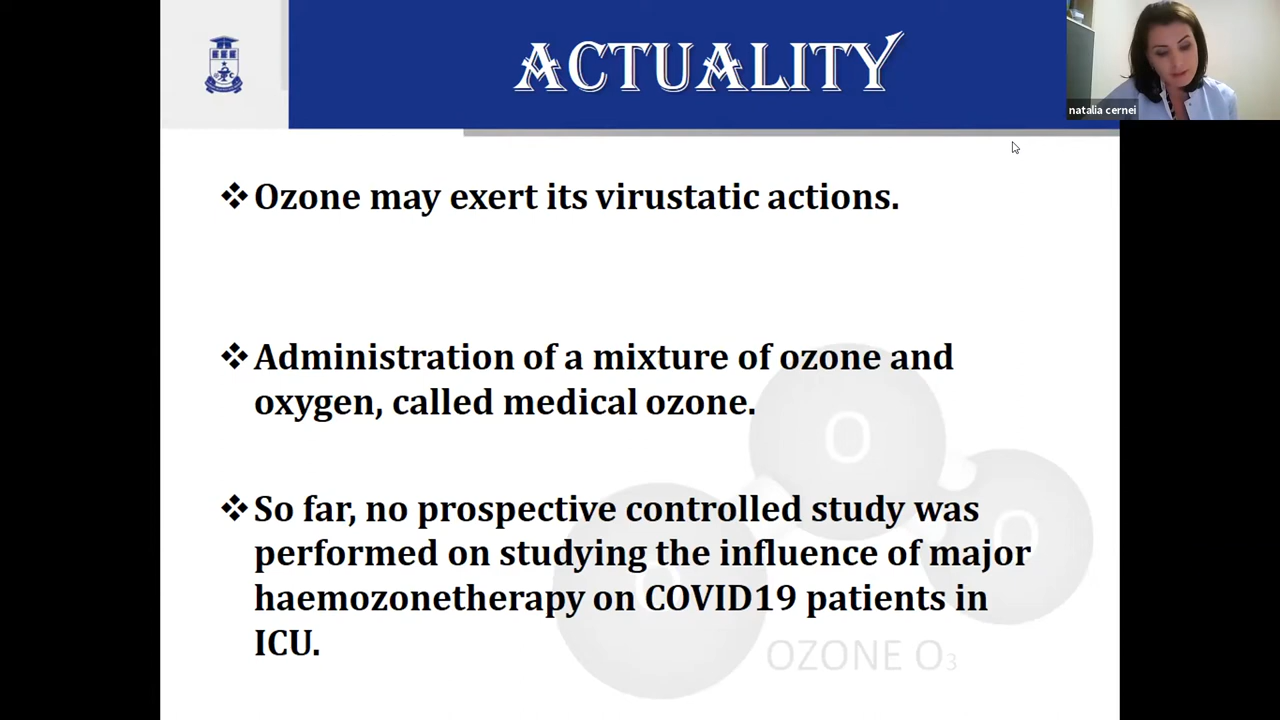 ACTUALITY
natalia cernei
❖Ozone may exert its virustatic actions.
❖Administration of a mixture of ozone and
oxygen, called medical ozone.
❖So far, no prospective controlled study was
performed on studying the influence of major
haemozonetherapy on COVID19 patients in
ICU.
O
O
OZONE O3